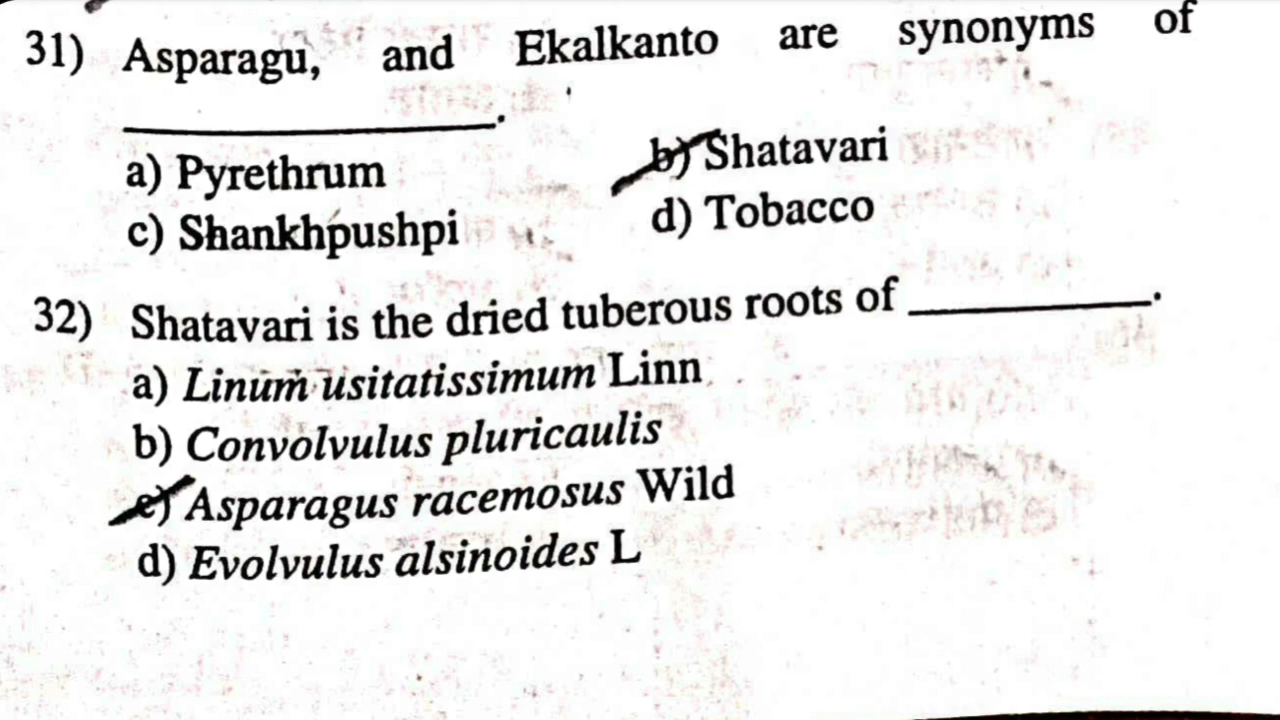 31) Asparagu, and Ekalkanto are synonyms of
____________.
a) Pyrethrum b) Shatavari
c) Shankhpushpi d) Tobacco
32) Shatavari is the dried tuberous roots of ________.
a) Linum usitatissimum Linn
b) Convolvulus pluricaulis
c) Asparagus racemosus Wild
d) Evolvulus alsinoides L